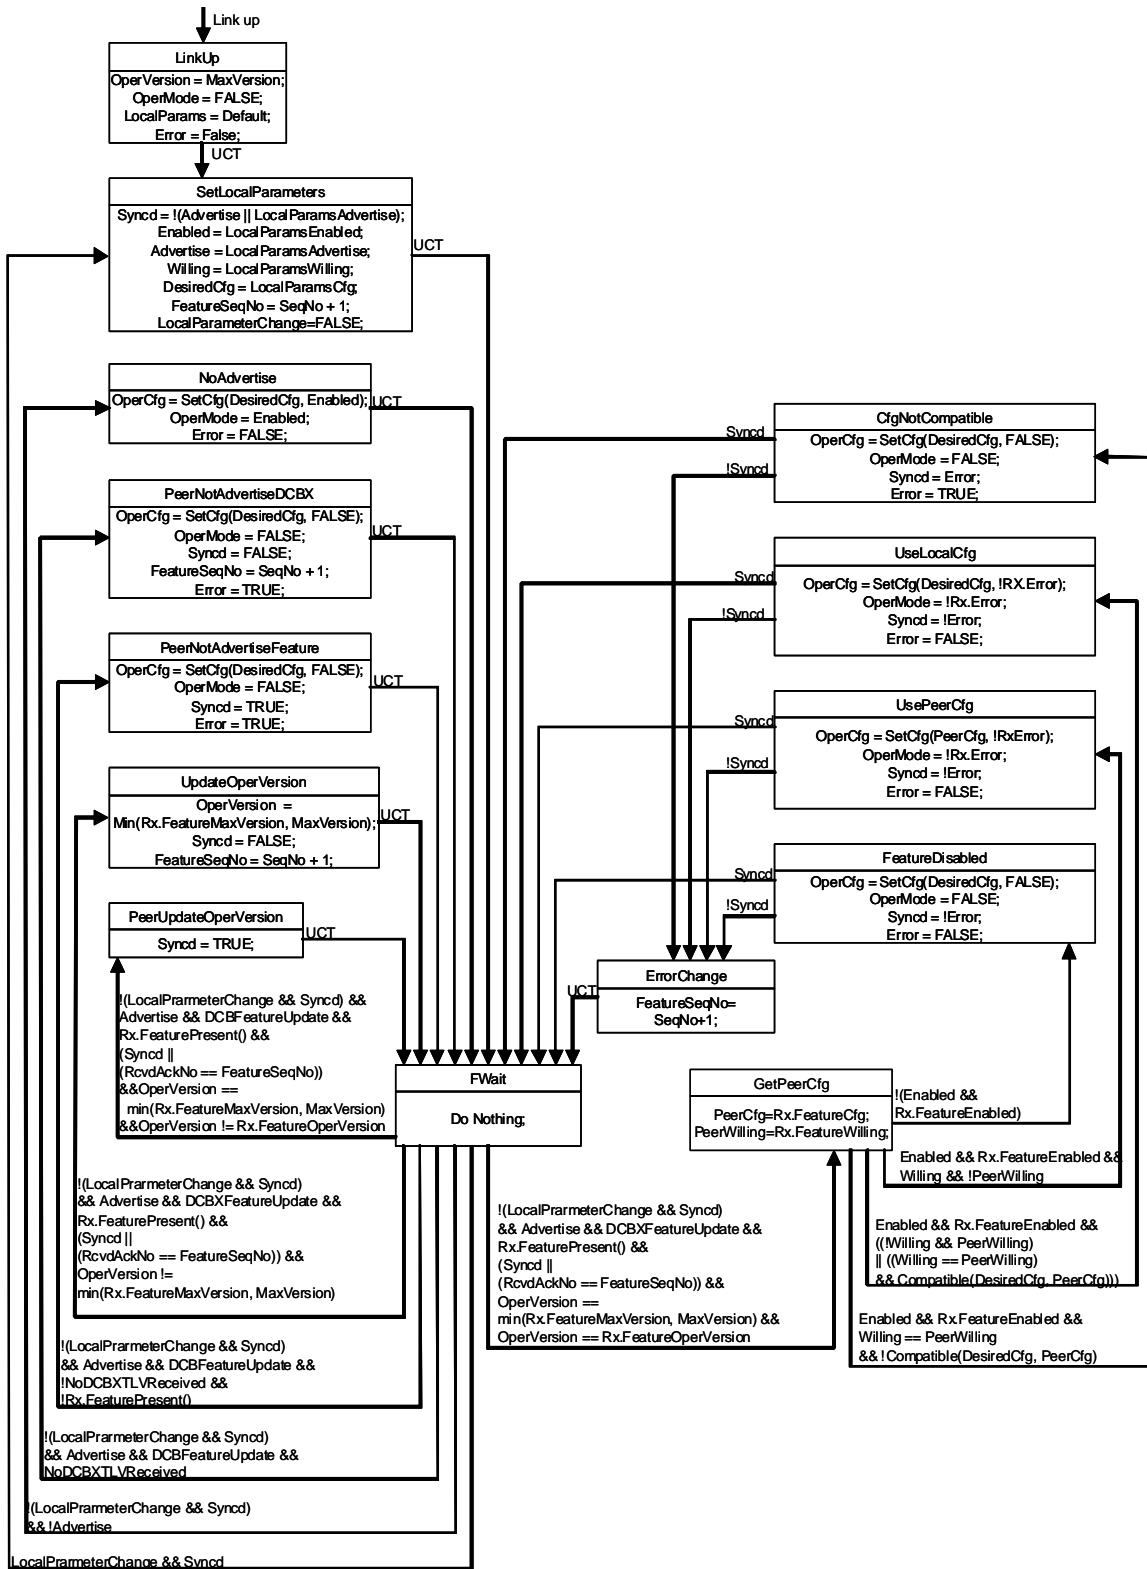 Link up
LinkUp
OperVersion = MaxVersion;
OperMode = FALSE;
LocalParams = Default;
Error = False;
UCT
SetLocalParameters
Syncd = !(Advertise || LocalParamsAdvertise);
Enabled = LocalParamsEnabled;
Advertise = LocalParamsAdvertise;
Willing = LocalParamsWilling;
DesiredCfg = LocalParamsCfg;
FeatureSeqNo = SeqNo + 1;
LocalParameterChange=FALSE;
UCT
NoAdvertise
OperCfg = SetCfg(DesiredCfg, Enabled);
OperMode = Enabled;
Error = FALSE;
UCT
PeerNotAdvertiseDCBX
OperCfg = SetCfg(DesiredCfg, FALSE);
OperMode = FALSE;
Syncd = FALSE;
FeatureSeqNo = SeqNo + 1;
Error = TRUE;
UCT
PeerNotAdvertiseFeature
OperCfg = SetCfg(DesiredCfg, FALSE);
OperMode = FALSE;
Syncd = TRUE;
Error = TRUE;
UCT
UpdateOperVersion
OperVersion =
Min(Rx.FeatureMaxVersion, MaxVersion);
Syncd = FALSE;
FeatureSeqNo = SeqNo + 1;
UCT
PeerUpdateOperVersion
Syncd = TRUE;
UCT
!(LocalPrarmeterChange && Syncd) &&
Advertise && DCBFeatureUpdate &&
Rx.FeaturePresent() &&
(Syncd ||
(RcvdAckNo == FeatureSeqNo))
&&OperVersion ==
min(Rx.FeatureMaxVersion, MaxVersion)
&&OperVersion != Rx.FeatureOperVersion
!(LocalPrarmeterChange && Syncd)
&& Advertise && DCBXFeatureUpdate &&
Rx.FeaturePresent() &&
(Syncd ||
(RcvdAckNo == FeatureSeqNo)) &&
OperVersion !=
min(Rx.FeatureMaxVersion, MaxVersion)
!(LocalPrarmeterChange && Syncd)
&& Advertise && DCBFeatureUpdate &&
!NoDCBXTLVReceived &&
!Rx.FeaturePresent()
!(LocalPrarmeterChange && Syncd)
&& Advertise && DCBFeatureUpdate &&
NoDCBXTLVReceived
!(LocalPrarmeterChange && Syncd)
&& !Advertise
LocalPrarmeterChange && Syncd
FWait
Do Nothing;
!(LocalPrarmeterChange && Syncd)
&& Advertise && DCBXFeatureUpdate &&
Rx.FeaturePresent() &&
(Syncd ||
(RcvdAckNo == FeatureSeqNo)) &&
OperVersion ==
min(Rx.FeatureMaxVersion, MaxVersion) &&
OperVersion == Rx.FeatureOperVersion
CfgNotCompatible
OperCfg = SetCfg(DesiredCfg, FALSE);
OperMode = FALSE;
Syncd = Error;
Error = TRUE;
Syncd
!Syncd
UseLocalCfg
OperCfg = SetCfg(DesiredCfg, !RX.Error);
OperMode = !Rx.Error;
Syncd = !Error;
Error = FALSE;
Syncd
!Syncd
UsePeerCfg
OperCfg = SetCfg(PeerCfg, !RxError);
OperMode = !Rx.Error;
Syncd = !Error;
Error = FALSE;
Syncd
!Syncd
FeatureDisabled
OperCfg = SetCfg(DesiredCfg, FALSE);
OperMode = FALSE;
Syncd = !Error;
Error = FALSE;
Syncd
!Syncd
ErrorChange
FeatureSeqNo=
SeqNo+1;
UCT
GetPeerCfg
PeerCfg=Rx.FeatureCfg;
PeerWilling=Rx.FeatureWilling;
!(Enabled &&
Rx.FeatureEnabled)
Enabled && Rx.FeatureEnabled &&
Willing && !PeerWilling
Enabled && Rx.FeatureEnabled &&
((!Willing && PeerWilling)
|| ((Willing == PeerWilling)
&& Compatible(DesiredCfg, PeerCfg)))
Enabled && Rx.FeatureEnabled &&
Willing == PeerWilling
&& !Compatible(DesiredCfg, PeerCfg)